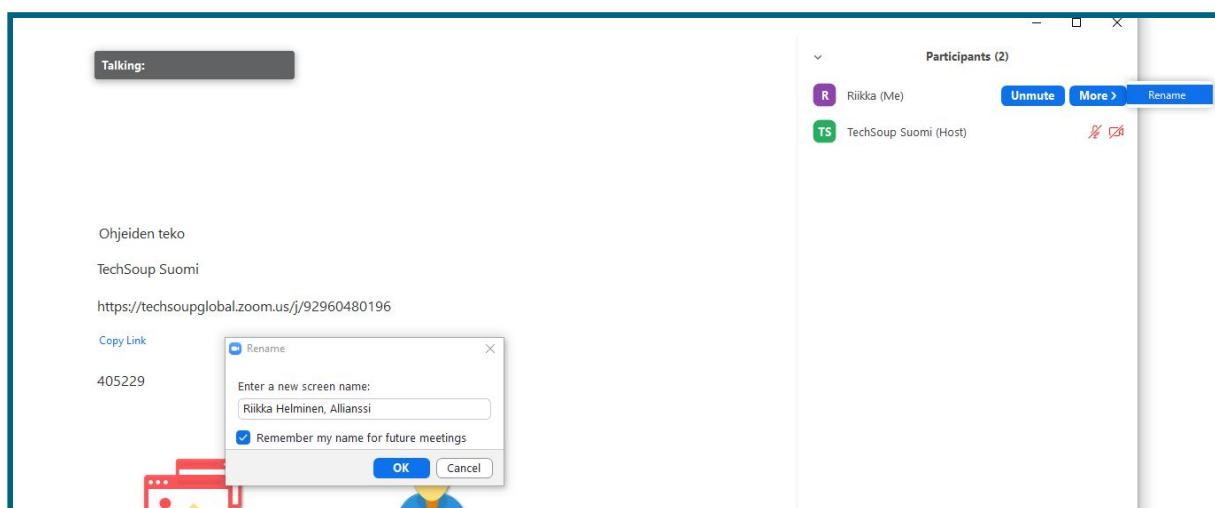 Talking:
Participants (2)
R Riikka (Me) Unmute More > Rename
TS TechSoup Suomi (Host)
Ohjeiden teko
TechSoup Suomi
https://techsoupglobal.zoom.us/j/92960480196
Copy Link
405229
Rename
Enter a new screen name:
Riikka Helminen, Allianssi
Remember my name for future meetings
OK Cancel